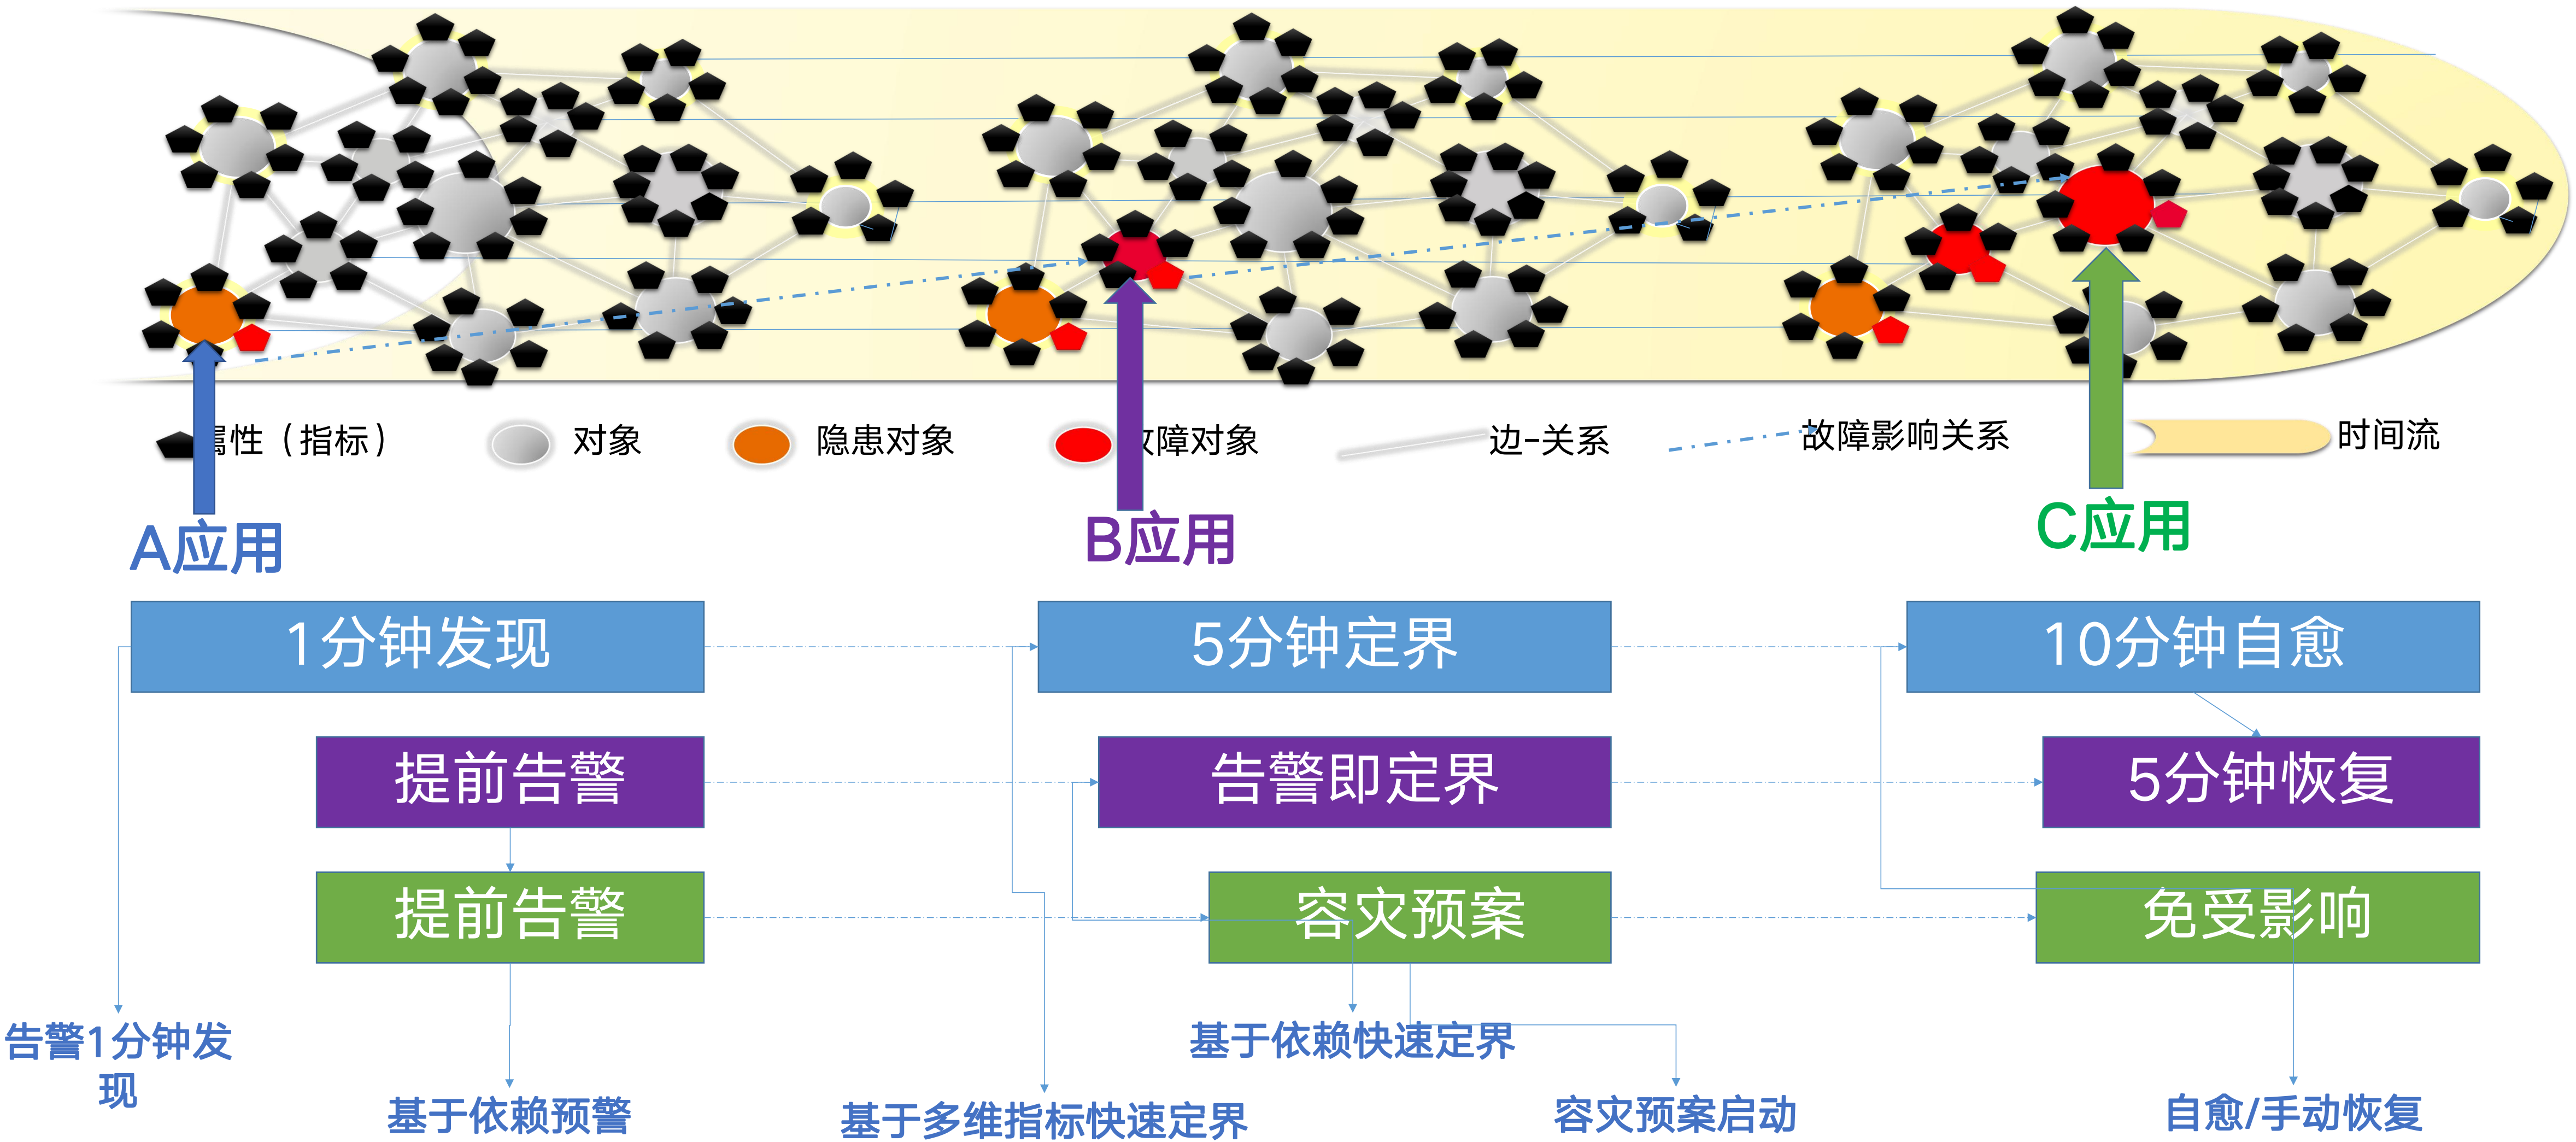 属性（指标）
对象
隐患对象
故障对象
边-关系
故障影响关系
时间流
A应用
B应用
C应用
1分钟发现
5分钟定界
10分钟自愈
提前告警
告警即定界
5分钟恢复
提前告警
容灾预案
免受影响
告警1分钟发
现
基于依赖预警
基于多维指标快速定界
基于依赖快速定界
容灾预案启动
自愈/手动恢复